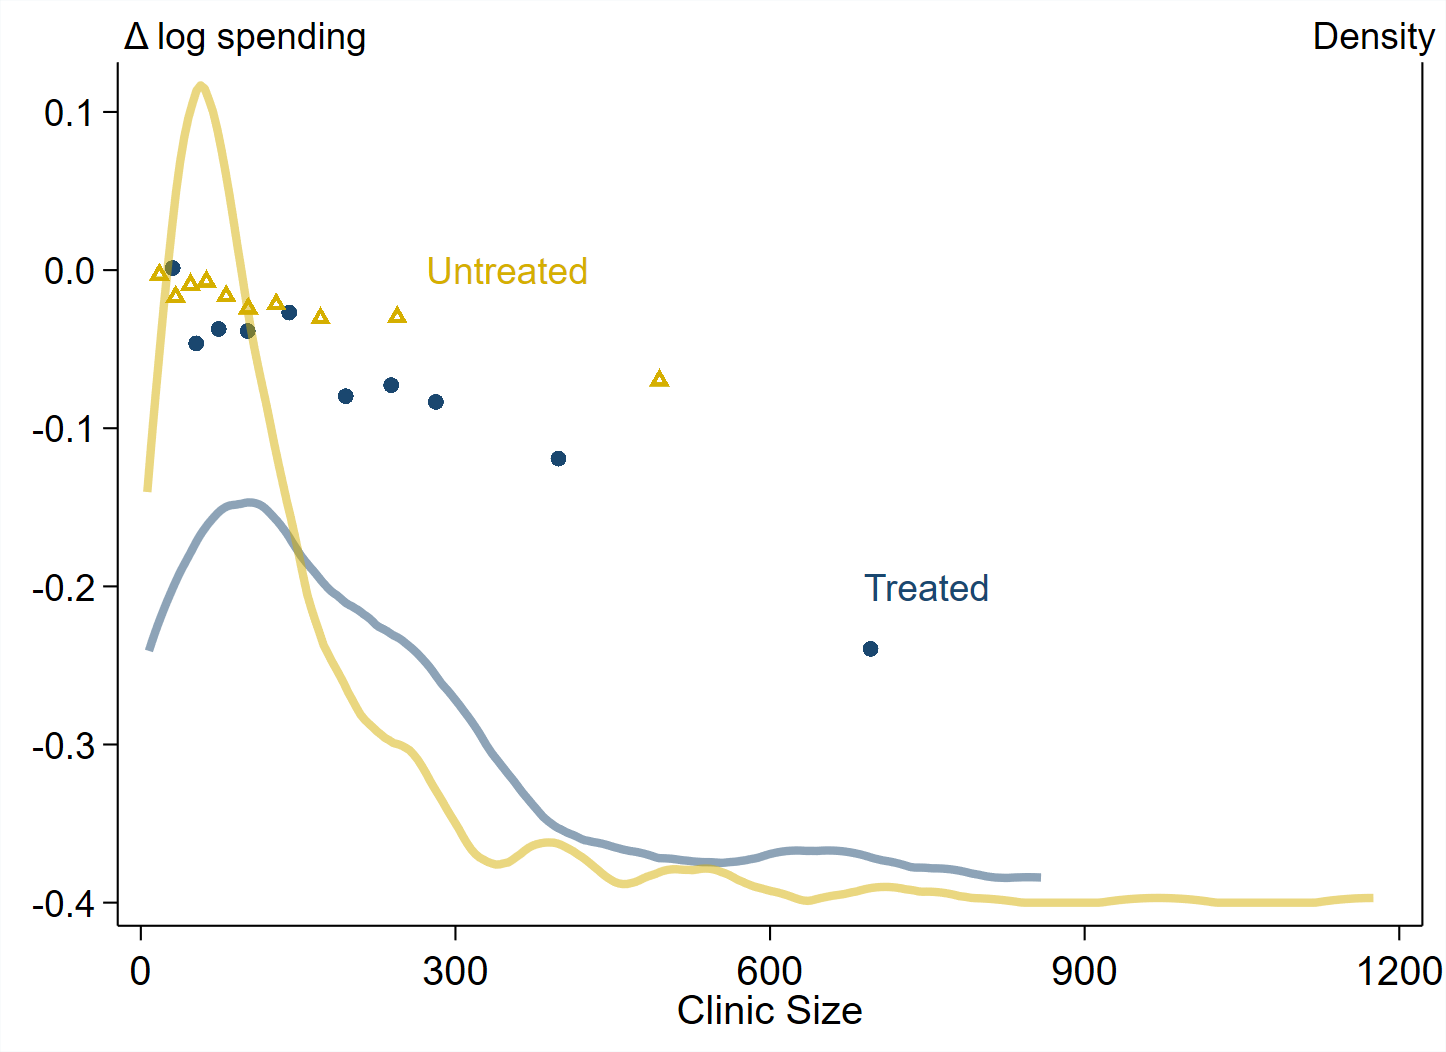 Δ log spending
Density
0.1
0.0
-0.1
-0.2
-0.3
-0.4
Untreated
Treated
0
300
600
900
1200
Clinic Size